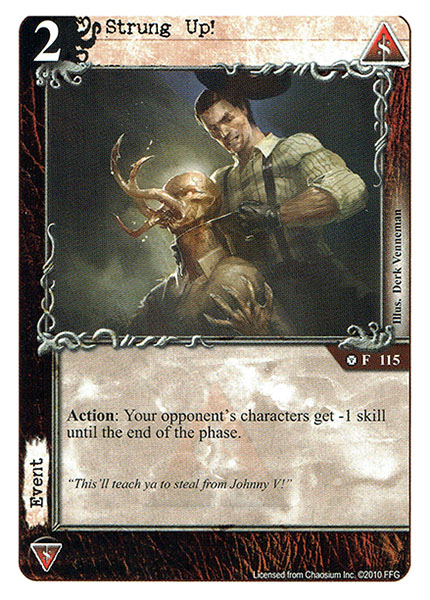 2
Strung Up!
$
Illus. Derk Venneman
F 115
Action: Your opponent's characters get -1 skill
until the end of the phase.
"This'll teach ya to steal from Johnny V!"
Event
$
Licensed from Chaosium Inc. ©2010 FFG